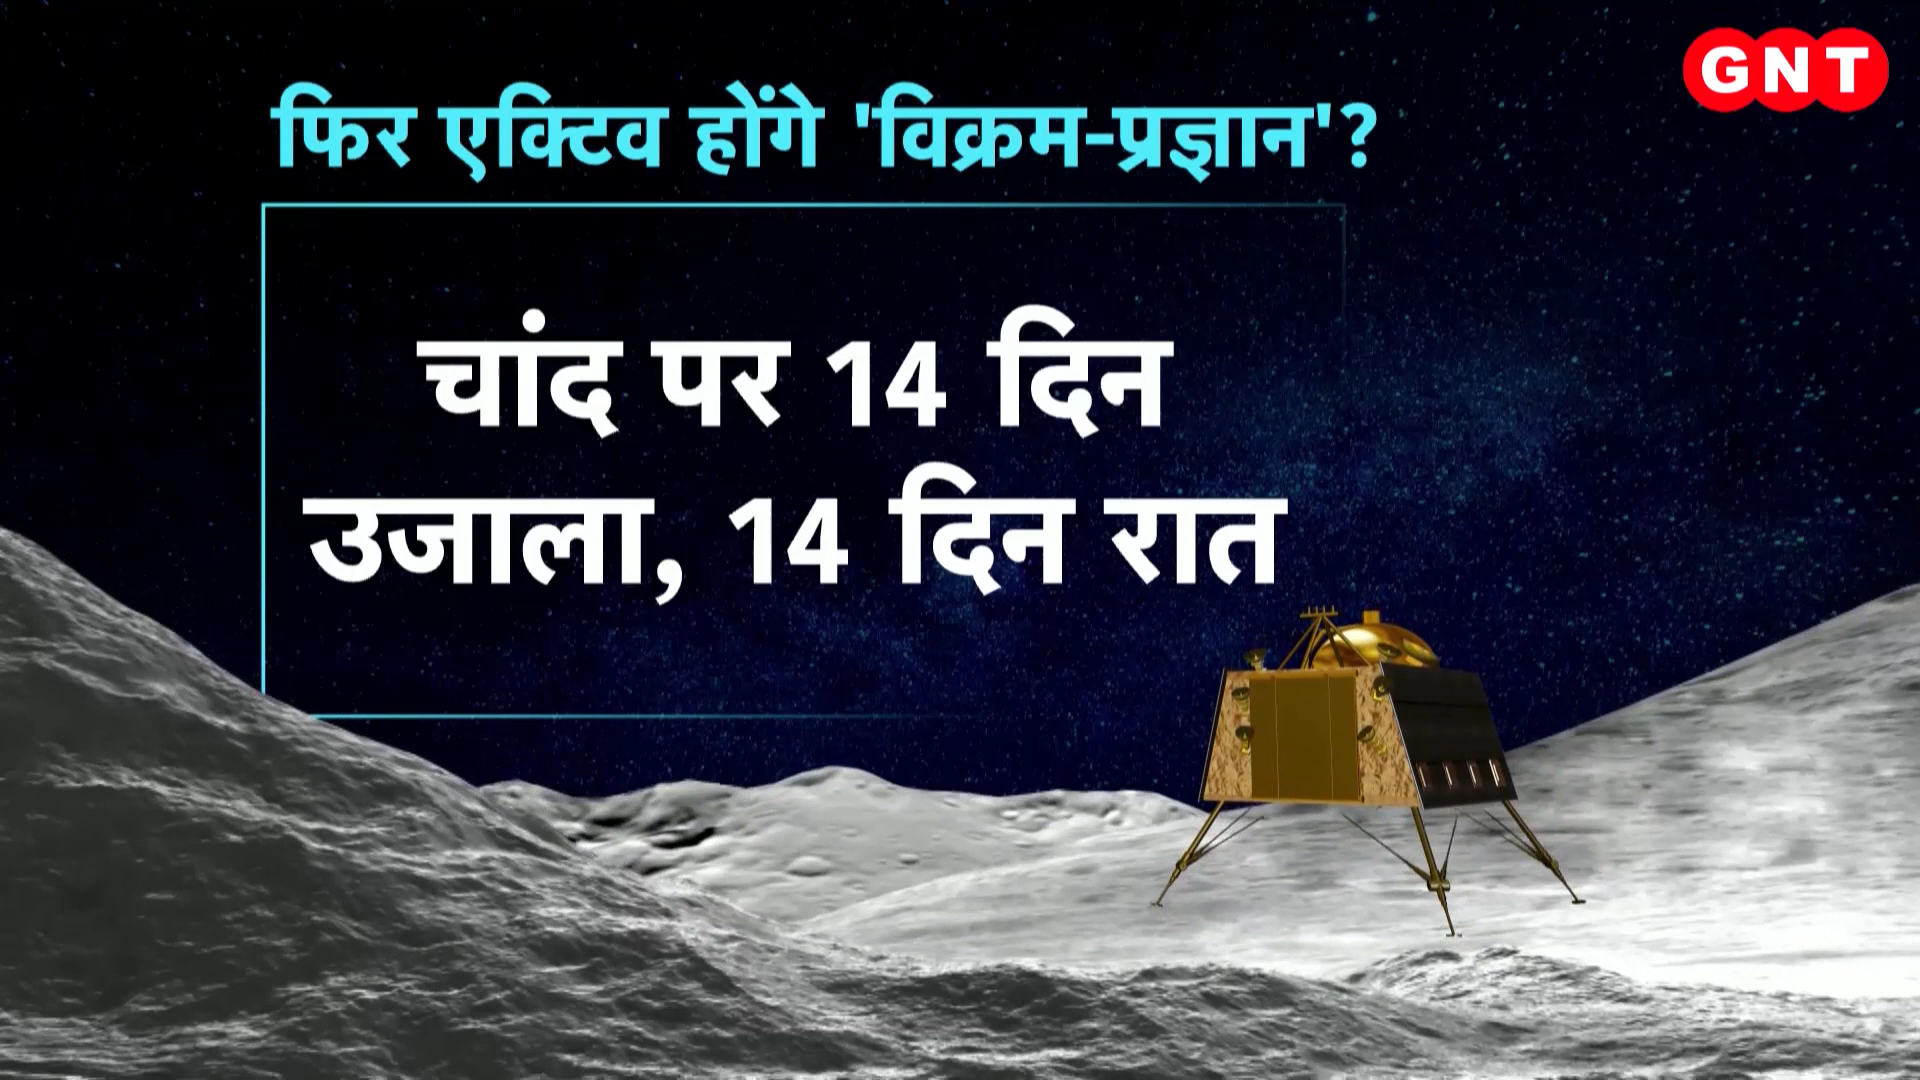 GNT
फिर एक्टिव होंगे 'विक्रम-प्रज्ञान'?
चांद पर 14 दिन
उजाला, 14 दिन रात